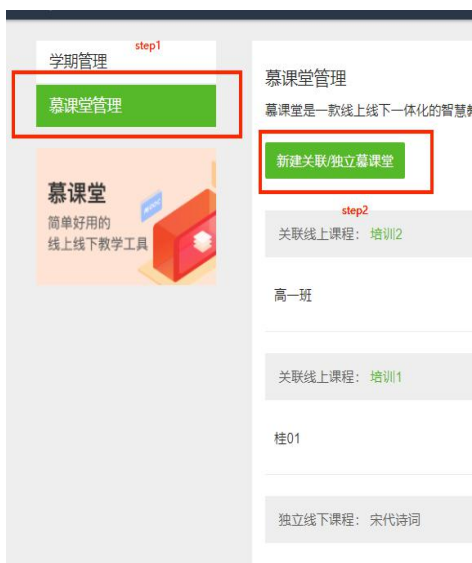 step1
学期管理
慕课堂管理
慕课堂
简单好用的
线上线下教学工具
慕课堂管理
慕课堂是一款线上线下一体化的智慧教
新建关联/独立慕课堂
step2
关联线上课程: 培训2
高一班
关联线上课程: 培训1
桂01
独立线下课程: 宋代诗词